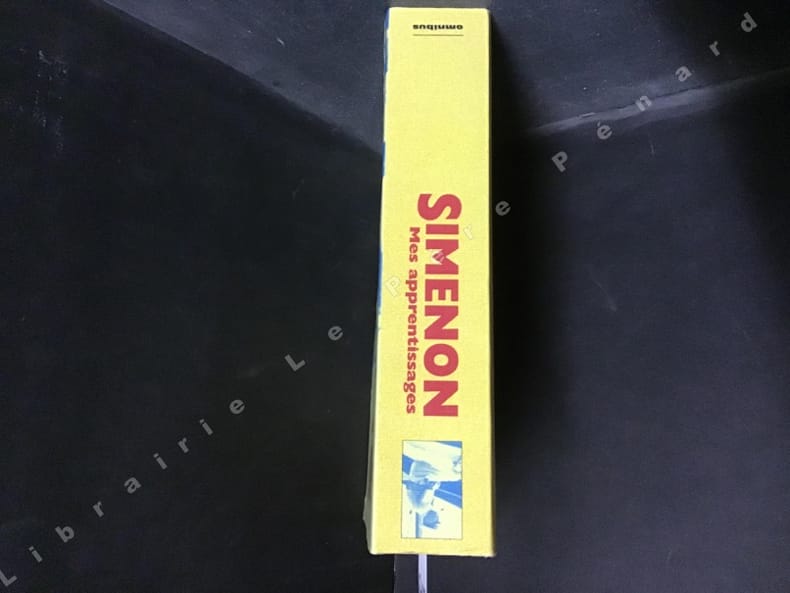 omnibus
SIMENON
Mes apprentissages
Librairie Le Père Pénard